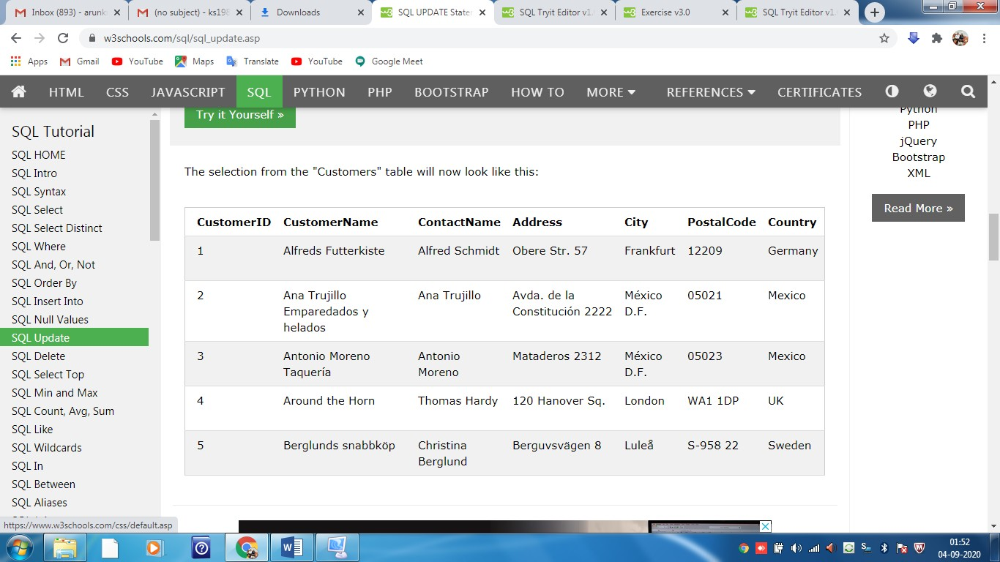 Inbox (893) - arunk
(no subject) - ks198
Downloads
SQL UPDATE Stater
SQL Tryit Editor v1.
Exercise v3.0
SQL Tryit Editor v1.
w3schools.com/sql/sql_update.asp
Apps
Gmail
YouTube
Maps
Translate
YouTube
Google Meet
HTML
CSS
JAVASCRIPT
SQL
PYTHON
PHP
BOOTSTRAP
HOW TO
MORE
REFERENCES
CERTIFICATES
SQL Tutorial
SQL HOME
SQL Intro
SQL Syntax
SQL Select
SQL Select Distinct
SQL Where
SQL And, Or, Not
SQL Order By
SQL Insert Into
SQL Null Values
SQL Update
SQL Delete
SQL Select Top
SQL Min and Max
SQL Count, Avg, Sum
SQL Like
SQL Wildcards
SQL In
SQL Between
SQL Aliases
https://www.w3schools.com/css/default.asp
Try it Yourself »
The selection from the "Customers" table will now look like this:
CustomerID CustomerName ContactName Address City PostalCode Country
1 Alfreds Futterkiste Alfred Schmidt Obere Str. 57 Frankfurt 12209 Germany
2 Ana Trujillo Ana Trujillo Avda. de la México 05021 Mexico
Emparedados y Constitución 2222 D.F.
helados
3 Antonio Moreno Antonio Mataderos 2312 México 05023 Mexico
Taquería Moreno D.F.
4 Around the Horn Thomas Hardy 120 Hanover Sq. London WA1 1DP UK
5 Berglunds snabbköp Christina Berguvsvägen 8 Luleå S-958 22 Sweden
Berglund
Python
PHP
jQuery
Bootstrap
XML
Read More »
01:52
04-09-2020